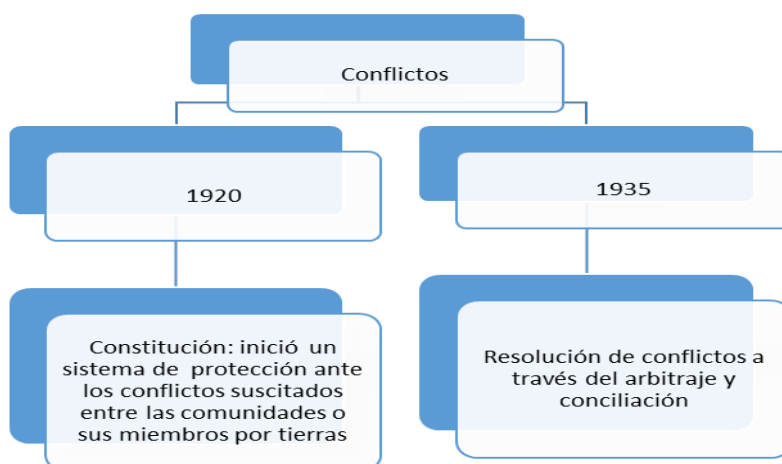 Conflictos
1920
1935
Constitución: inició un
sistema de protección ante
los conflictos suscitados
entre las comunidades o
sus miembros por tierras
Resolución de conflictos a
través del arbitraje y
conciliación